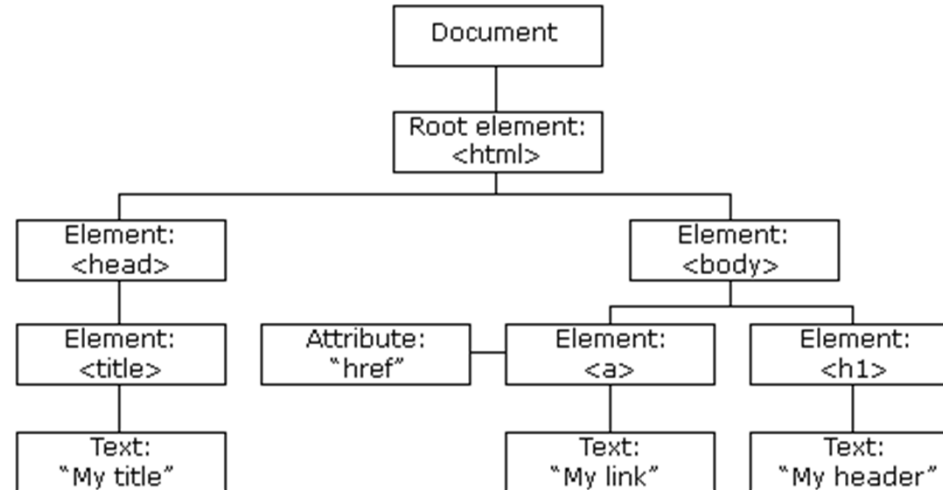 Document
Root element:
<html>
Element:
<head>
Element:
<body>
Element:
<title>
Attribute:
“href”
Element:
<a>
Element:
<h1>
Text:
“My title”
Text:
“My link”
Text:
“My header”